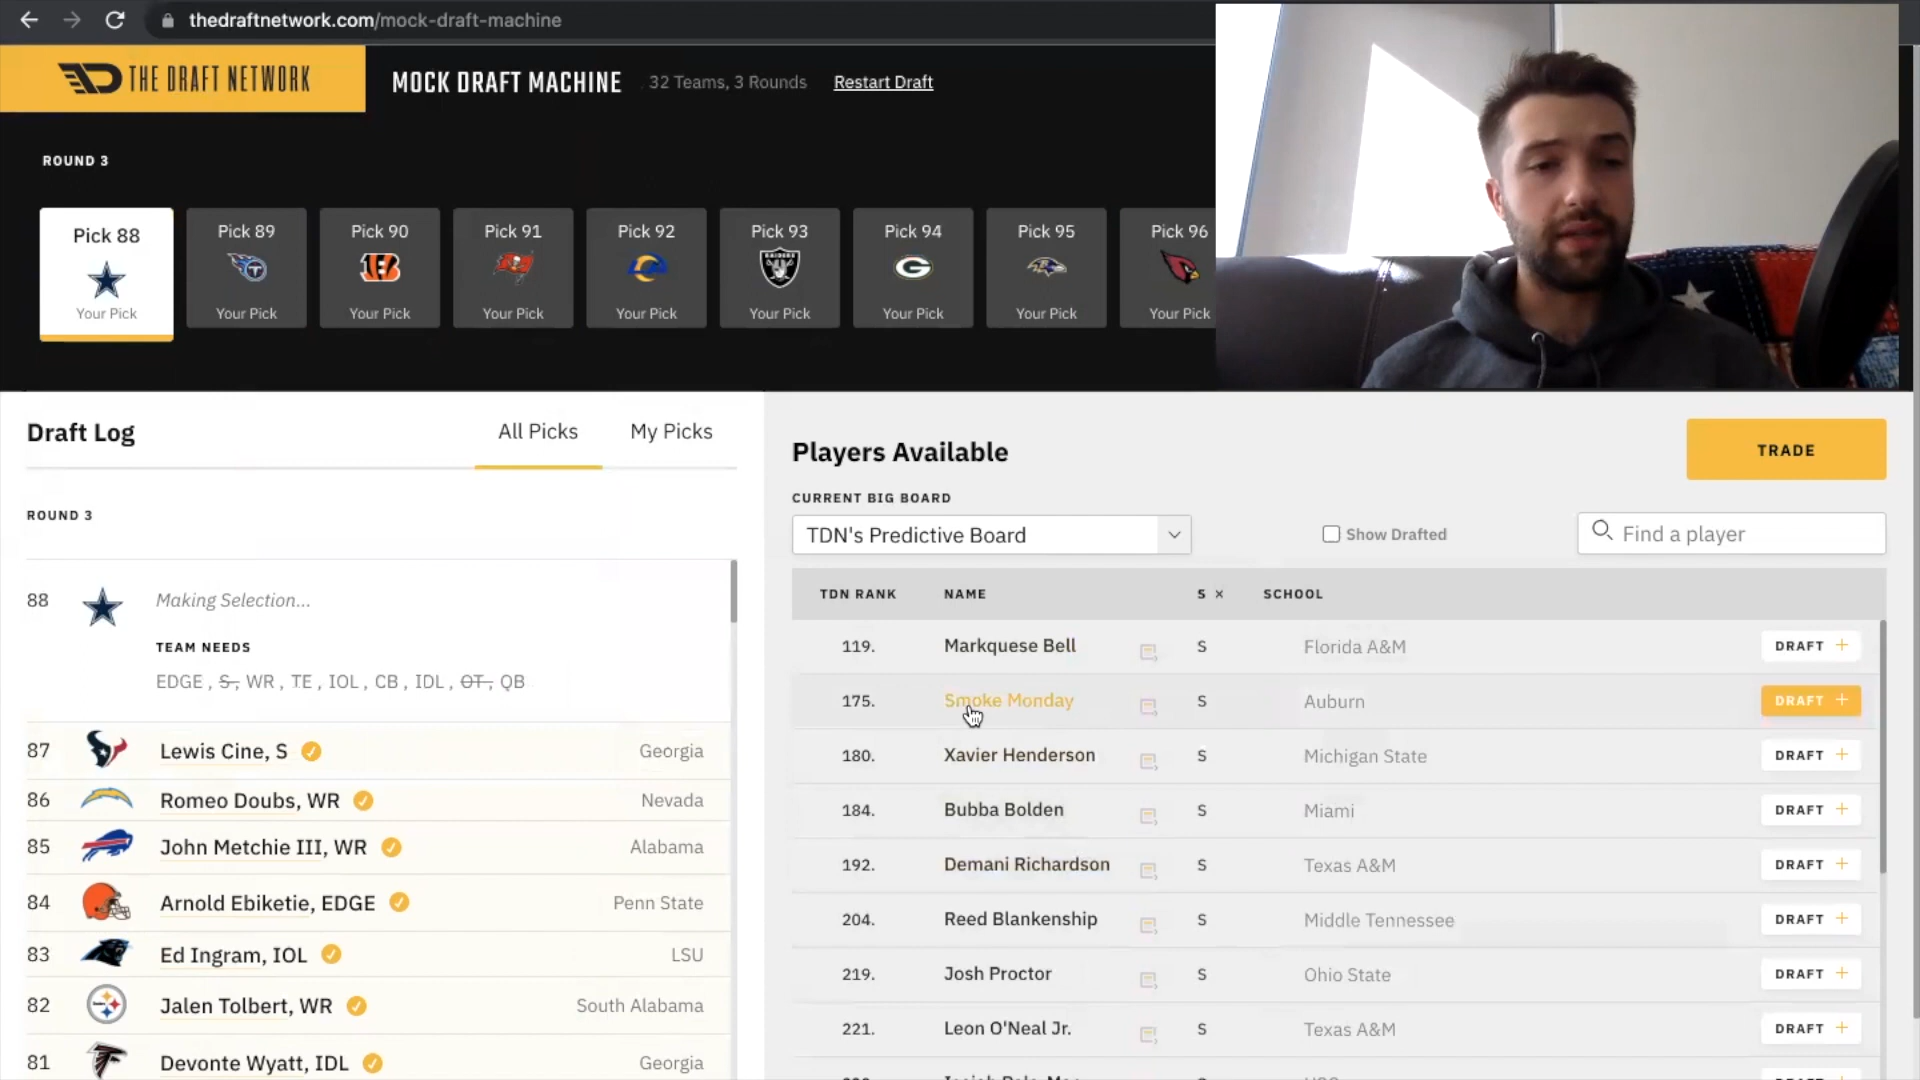 thedraftnetwork.com/mock-draft-machine
THE DRAFT NETWORK
MOCK DRAFT MACHINE
32 Teams, 3 Rounds
Restart Draft
ROUND 3
Pick 88
Your Pick
Pick 89
Your Pick
Pick 90
Your Pick
Pick 91
Your Pick
Pick 92
Your Pick
Pick 93
RAIDERS
Your Pick
Pick 94
G
Your Pick
Pick 95
Your Pick
Pick 96
Your Pick
Draft Log
All Picks
My Picks
ROUND 3
88
Making Selection...
TEAM NEEDS
EDGE , S , WR , TE , IOL , CB , IDL , OT , QB
87 Lewis Cine, S Georgia
86 Romeo Doubs, WR Nevada
85 John Metchie III, WR Alabama
84 Arnold Ebiketie, EDGE Penn State
83 Ed Ingram, IOL LSU
82 Jalen Tolbert, WR South Alabama
81 Devonte Wyatt, IDL Georgia
Players Available
TRADE
CURRENT BIG BOARD
TDN's Predictive Board
Show Drafted
Find a player
TDN RANK NAME S × SCHOOL
119. Markquese Bell S Florida A&M DRAFT +
175. Smoke Monday S Auburn DRAFT +
180. Xavier Henderson S Michigan State DRAFT +
184. Bubba Bolden S Miami DRAFT +
192. Demani Richardson S Texas A&M DRAFT +
204. Reed Blankenship S Middle Tennessee DRAFT +
219. Josh Proctor S Ohio State DRAFT +
221. Leon O'Neal Jr. S Texas A&M DRAFT +